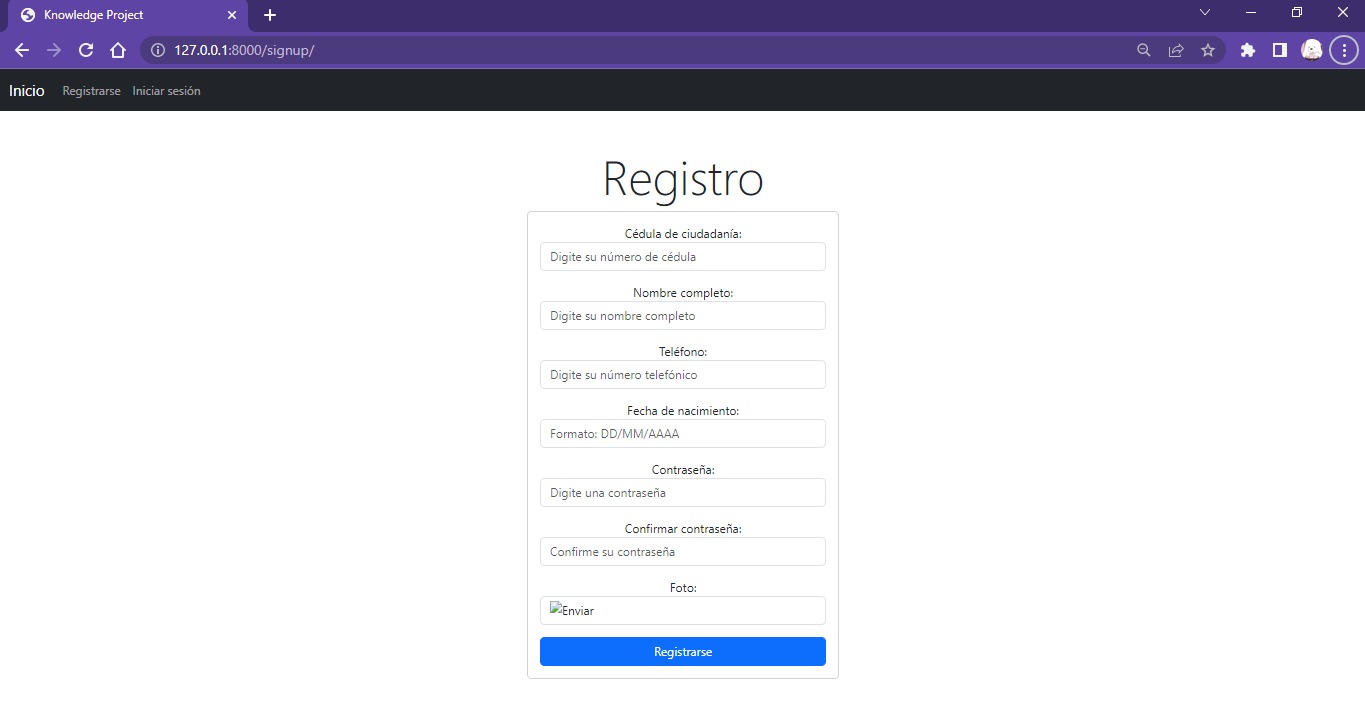 Knowledge Project
127.0.0.1:8000/signup/
Inicio Registrarse Iniciar sesión
Registro
Cédula de ciudadanía:
Digite su número de cédula
Nombre completo:
Digite su nombre completo
Teléfono:
Digite su número telefónico
Fecha de nacimiento:
Formato: DD/MM/AAAA
Contraseña:
Digite una contraseña
Confirmar contraseña:
Confirme su contraseña
Foto:
Enviar
Registrarse